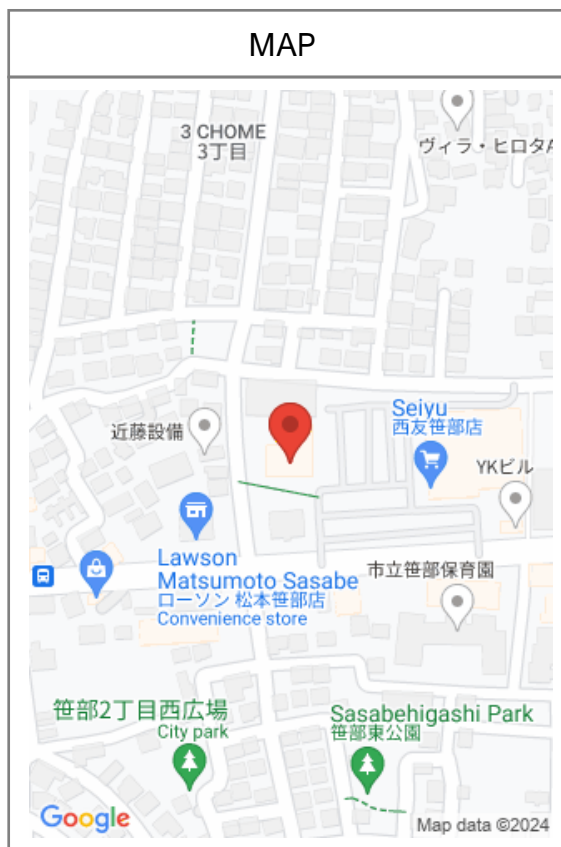 MAP
3 CHOME
3丁目
ヴィラ・ヒロタA
Seiyu
西友笹部店
近藤設備
YKビル
Lawson
Matsumoto Sasabe
ローソン 松本笹部店
Convenience store
市立笹部保育園
笹部2丁目西広場
City park
Sasabehigashi Park
笹部東公園
Google
Map data ©2024